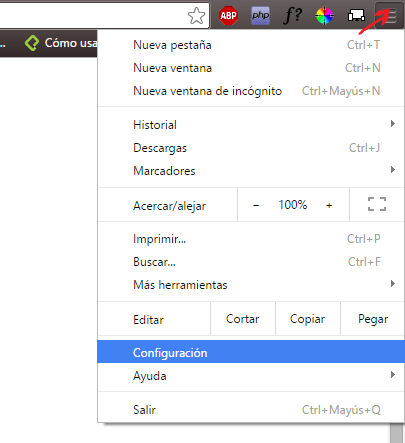 ABP php f?
.. Cómo usa
Nueva pestaña Ctrl+T
Nueva ventana Ctrl+N
Nueva ventana de incógnito Ctrl+Mayús+N
Historial
Descargas Ctrl+J
Marcadores
Acercar/alejar − 100% +
Imprimir... Ctrl+P
Buscar... Ctrl+F
Más herramientas
Editar Cortar Copiar Pegar
Configuración
Ayuda
Salir Ctrl+Mayús+Q